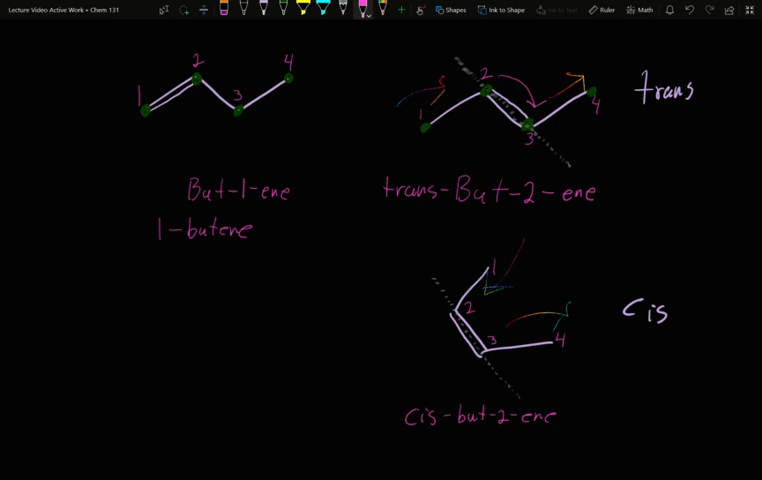 Lecture Video Active Work + Chem 131
Shapes
Ink to Shape
Ink to Text
Ruler
Math
1
2
3
4
But-1-ene
1-butene
1
2
3
4
trans
trans-But-2-ene
1
2
3
4
Cis
Cis-but-2-ene